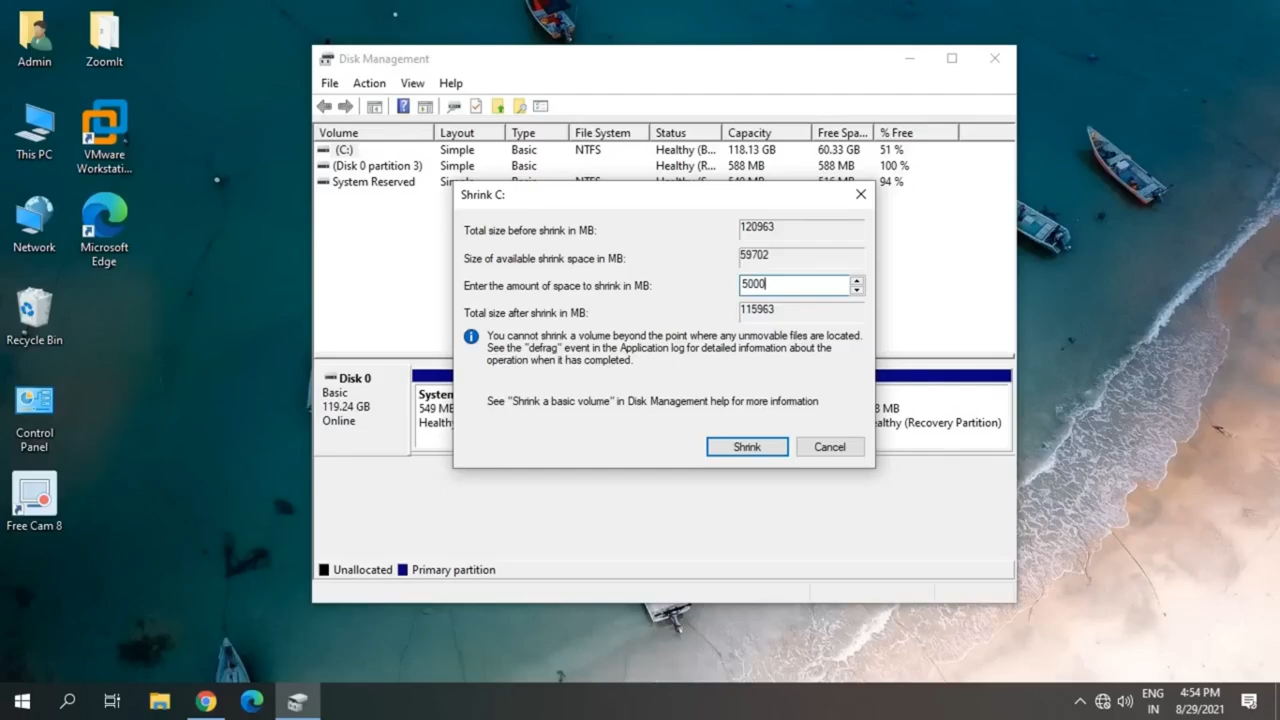 Admin
ZoomIt
This PC
VMware
Workstati...
Network
Microsoft
Edge
Recycle Bin
Control
Panel
Free Cam 8
Disk Management
File Action View Help
Volume Layout Type File System Status Capacity Free Spa... % Free
(C:) Simple Basic NTFS Healthy (B... 118.13 GB 60.33 GB 51 %
(Disk 0 partition 3) Simple Basic Healthy (R... 588 MB 588 MB 100 %
System Reserved 94 %
Shrink C:
Total size before shrink in MB: 120963
Size of available shrink space in MB: 59702
Enter the amount of space to shrink in MB: 5000
Total size after shrink in MB: 115963
You cannot shrink a volume beyond the point where any unmovable files are located.
See the "defrag" event in the Application log for detailed information about the
operation when it has completed.
See "Shrink a basic volume" in Disk Management help for more information
Shrink Cancel
Disk 0
Basic
119.24 GB
Online
System
549 MB
Healthy
MB
(Recovery Partition)
Unallocated Primary partition
ENG
IN
4:54 PM
8/29/2021